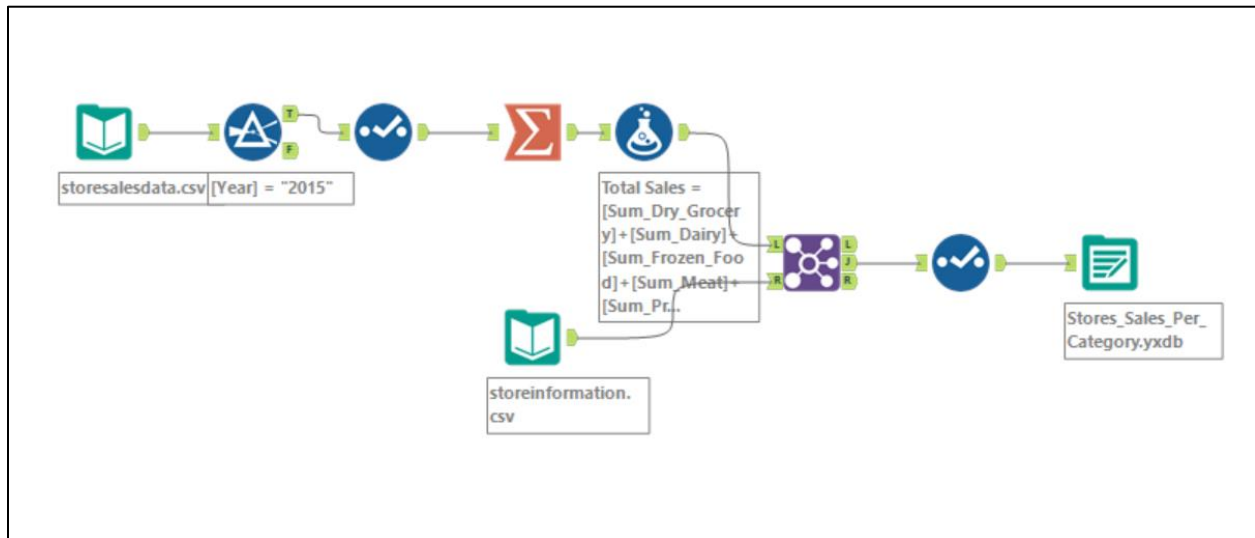 T
F
storesalesdata.csv
[Year] = "2015"
Total Sales =
[Sum_Dry_Grocer
y]+[Sum_Dairy]+
[Sum_Frozen_Foo
d]+[Sum_Meat]+
[Sum_Pr...
L
R
L
J
R
storeinformation.
csv
Stores_Sales_Per_
Category.yxdb